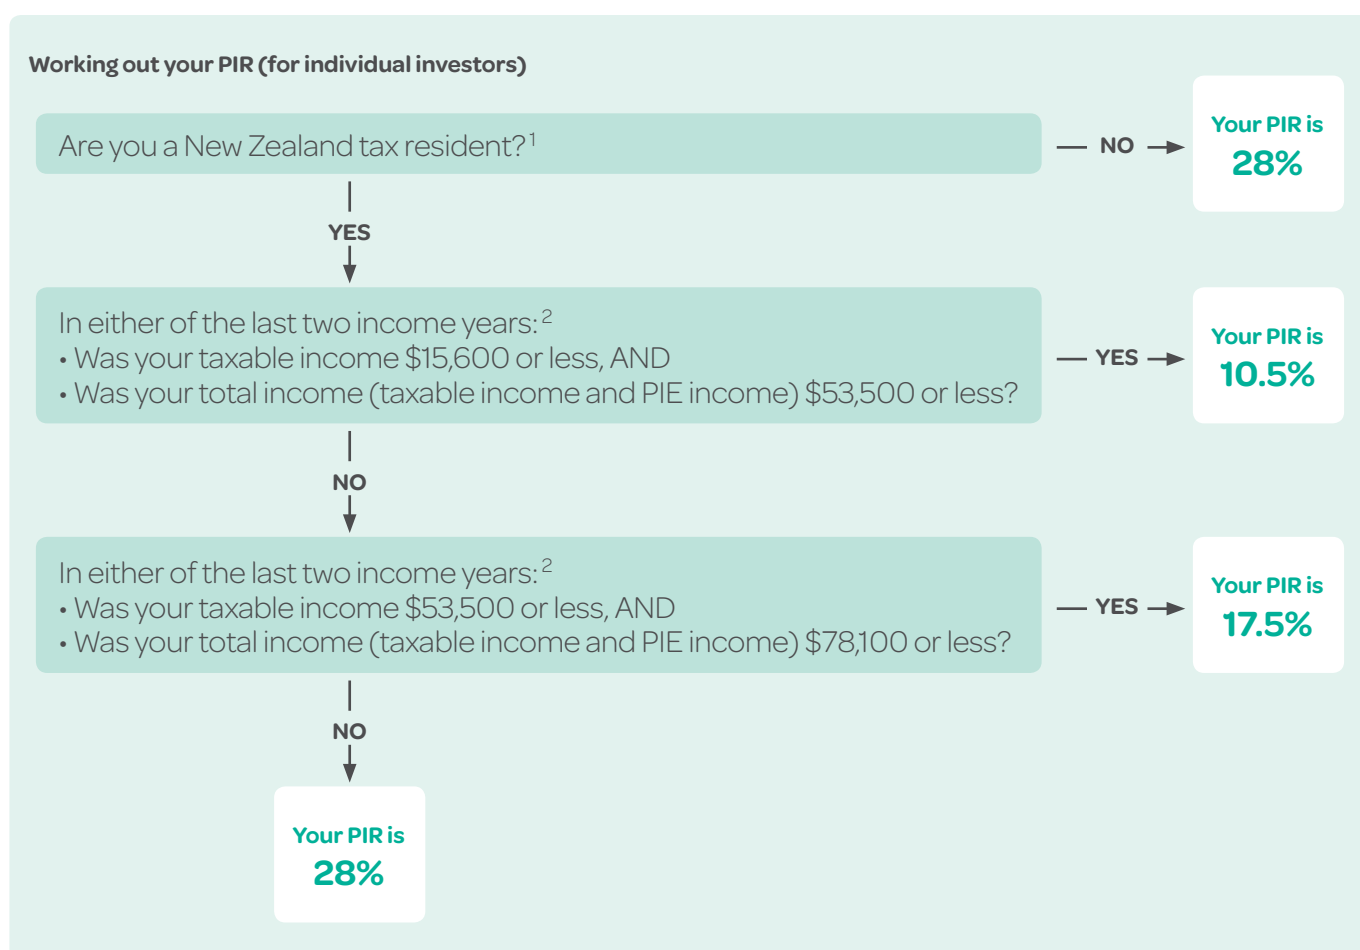 Working out your PIR (for individual investors)
Are you a New Zealand tax resident?¹
NO
Your PIR is
28%
YES
In either of the last two income years:²
• Was your taxable income $15,600 or less, AND
• Was your total income (taxable income and PIE income) $53,500 or less?
YES
Your PIR is
10.5%
NO
In either of the last two income years:²
• Was your taxable income $53,500 or less, AND
• Was your total income (taxable income and PIE income) $78,100 or less?
YES
Your PIR is
17.5%
NO
Your PIR is
28%